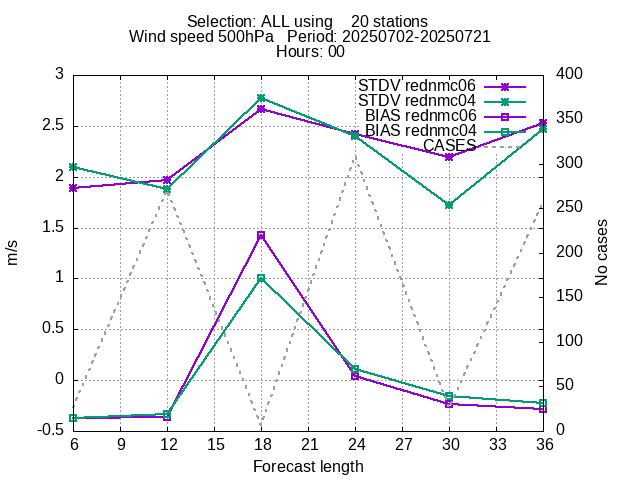 Selection: ALL using    20 stations
Wind speed 500hPa   Period: 20250702-20250721
Hours: 00
STDV rednmc06
STDV rednmc04
BIAS rednmc06
BIAS rednmc04
CASES
m/s
3
2.5
2
1.5
1
0.5
0
-0.5
400
350
300
250
200
150
100
50
0
No cases
6 9 12 15 18 21 24 27 30 33 36
Forecast length